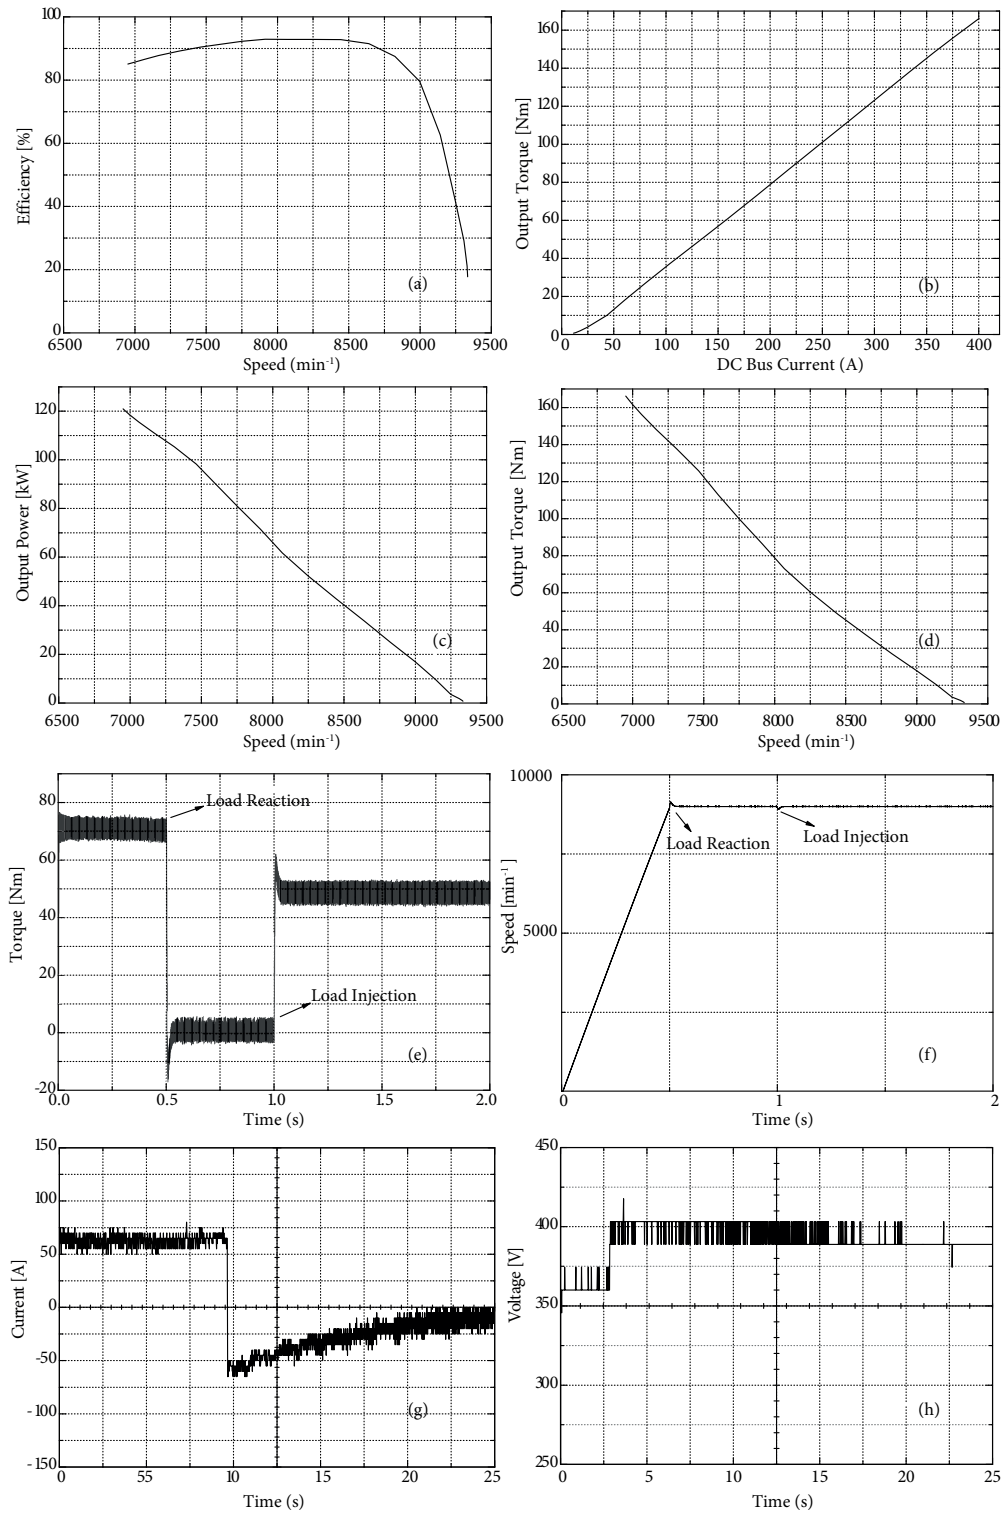 100
80
60
40
20
0
Efficiency [%]
(a)
6500 7000 7500 8000 8500 9000 9500
Speed (min-1)
160
140
120
100
80
60
40
20
0
Output Torque [Nm]
(b)
0 50 100 150 200 250 300 350 400
DC Bus Current (A)
120
100
80
60
40
20
0
Output Power [kW]
(c)
6500 7000 7500 8000 8500 9000 9500
Speed (min-1)
160
140
120
100
80
60
40
20
0
Output Torque [Nm]
(d)
6500 7000 7500 8000 8500 9000 9500
Speed (min-1)
80
60
40
20
0
-20
Torque [Nm]
Load Reaction
Load Injection
(e)
0.0 0.5 1.0 1.5 2.0
Time (s)
10000
5000
Speed [min-1]
Load Reaction
Load Injection
(f)
0 1 2
Time (s)
150
100
50
0
-50
-100
-150
Current [A]
(g)
0 55 10 15 20 25
Time (s)
450
400
350
300
250
Voltage [V]
(h)
0 5 10 15 20 25
Time (s)